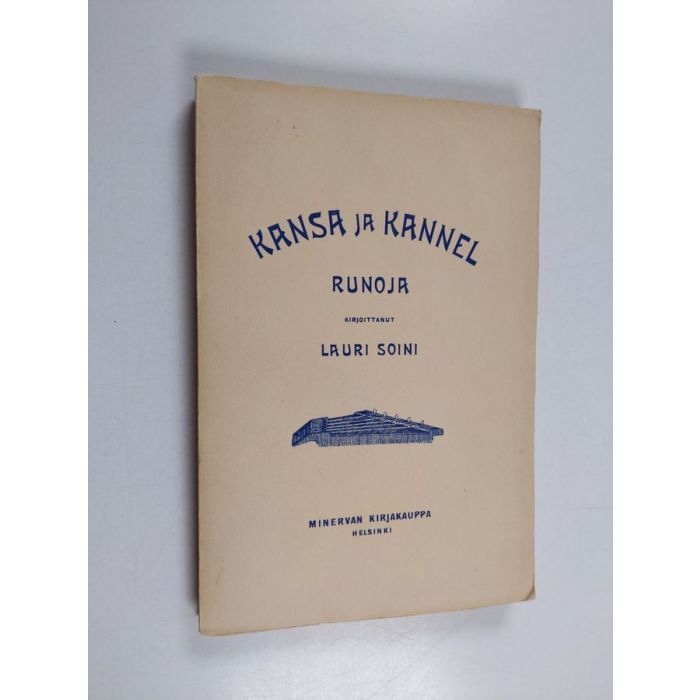 KANSA JA KANNEL
RUNOJA
KIRJOITTANUT
LAURI SOINI
MINERVAN KIRJAKAUPPA
HELSINKI